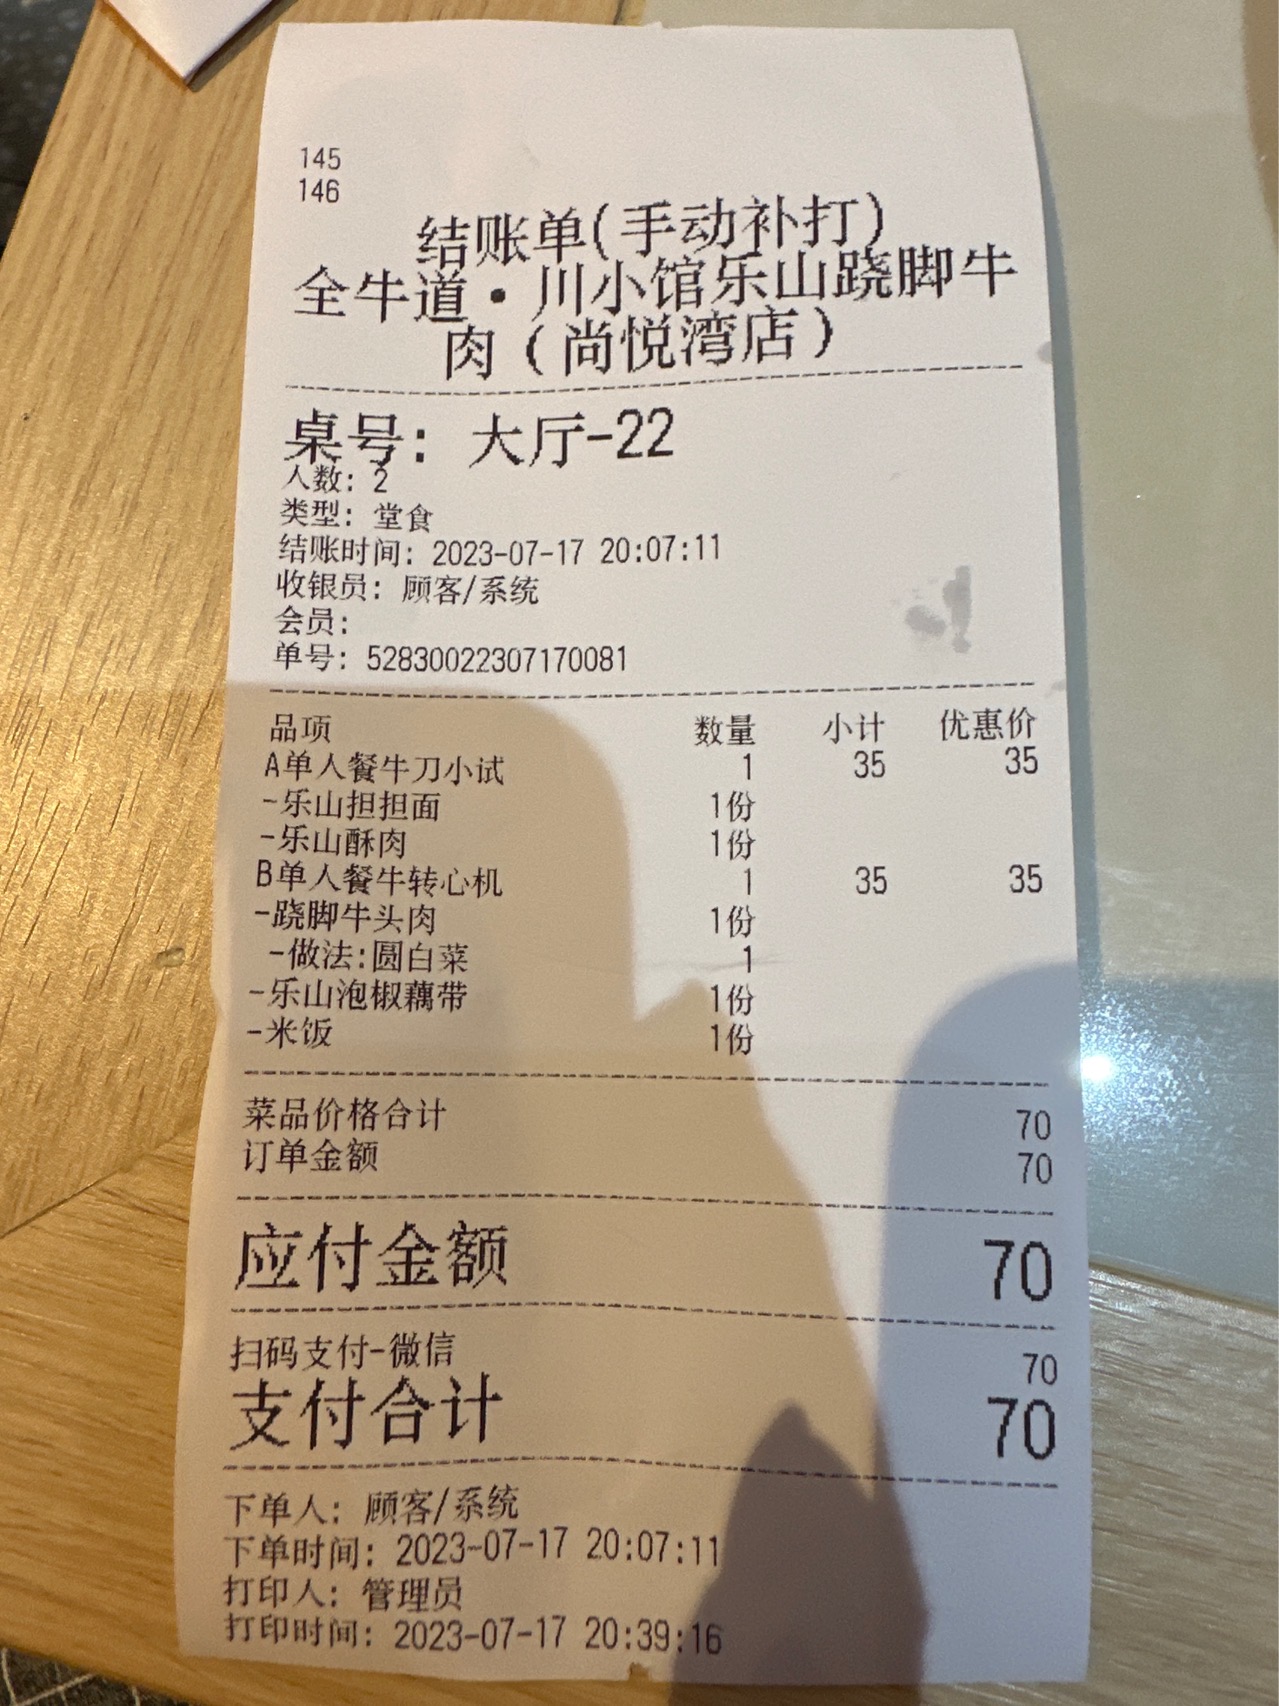 145
146
结账单(手动补打)
全牛道·川小馆乐山跷脚牛
肉（尚悦湾店）
桌号: 大厅-22
人数: 2
类型: 堂食
结账时间: 2023-07-17 20:07:11
收银员: 顾客/系统
会员:
单号: 52830022307170081
品项 数量 小计 优惠价
A单人餐牛刀小试 1 35 35
-乐山担担面 1份
-乐山酥肉 1份
B单人餐牛转心机 1 35 35
-跷脚牛头肉 1份
-做法:圆白菜 1
-乐山泡椒藕带 1份
-米饭 1份
菜品价格合计 70
订单金额 70
应付金额 70
扫码支付-微信 70
支付合计 70
下单人: 顾客/系统
下单时间: 2023-07-17 20:07:11
打印人: 管理员
打印时间: 2023-07-17 20:39:16